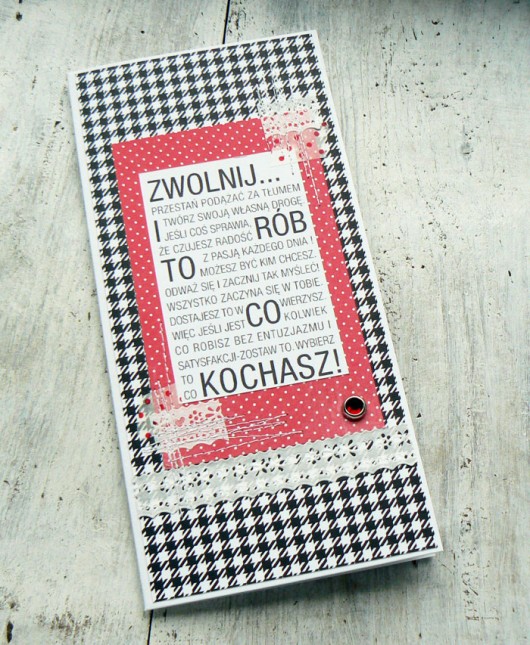 ZWOLNIJ...
PRZESTAŃ PODĄŻAĆ ZA TŁUMEM
I TWÓRZ SWOJĄ WŁASNĄ DROGĘ
JEŚLI COŚ SPRAWIA, RÓB
ŻE CZUJESZ RADOŚĆ
TO Z PASJĄ KAŻDEGO DNIA !
MOŻESZ BYĆ KIM CHCESZ.
ODWAŻ SIĘ I ZACZNIJ TAK MYŚLEĆ!
WSZYSTKO ZACZYNA SIĘ W TOBIE.
DOSTAJESZ TO W CO WIERZYSZ.
WIĘC JEŚLI JEST KOLWIEK
CO ROBISZ BEZ ENTUZJAZMU I
SATYSFAKCJI-ZOSTAW TO. WYBIERZ
TO
CO KOCHASZ!